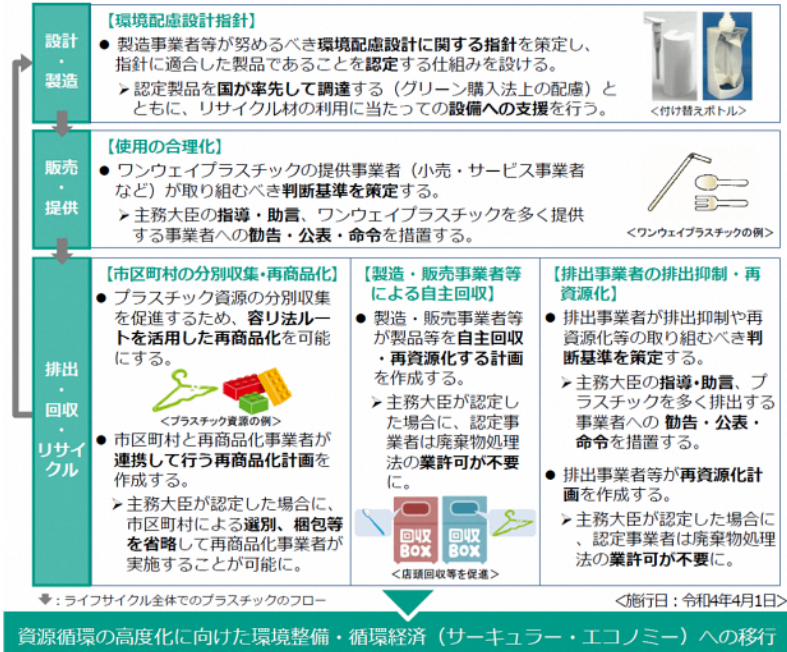 設計
・
製造
【環境配慮設計指針】
● 製造事業者等が努めるべき環境配慮設計に関する指針を策定し、
指針に適合した製品であることを認定する仕組みを設ける。
➢ 認定製品を国が率先して調達する(グリーン購入法上の配慮)と
ともに、リサイクル材の利用に当たっての設備への支援を行う。
<付け替えボトル>
販売
・
提供
【使用の合理化】
● ワンウェイプラスチックの提供事業者(小売・サービス事業者
など)が取り組むべき判断基準を策定する。
➢ 主務大臣の指導・助言、ワンウェイプラスチックを多く提供
する事業者への勧告・公表・命令を措置する。
<ワンウェイプラスチックの例>
排出
・
回収
・
リサイ
クル
【市区町村の分別収集・再商品化】
● プラスチック資源の分別収集
を促進するため、容リ法ルー
トを活用した再商品化を可能
にする。
<プラスチック資源の例>
● 市区町村と再商品化事業者が
連携して行う再商品化計画を
作成する。
➢ 主務大臣が認定した場合に、
市区町村による選別、梱包等
を省略して再商品化事業者が
実施することが可能に。
【製造・販売事業者等
による自主回収】
● 製造・販売事業者等
が製品等を自主回収
・再資源化する計画
を作成する。
➢ 主務大臣が認定し
た場合に、認定事
業者は廃棄物処理
法の業許可が不要
に。
回収
BOX
回収
BOX
<店頭回収等を促進>
【排出事業者の排出抑制・再
資源化】
● 排出事業者が排出抑制や再
資源化等の取り組むべき判
断基準を策定する。
➢ 主務大臣の指導・助言、プ
ラスチックを多く排出する
事業者への 勧告・公表・
命令を措置する。
● 排出事業者等が再資源化計
画を作成する。
➢ 主務大臣が認定した場合に
、認定事業者は廃棄物処理
法の業許可が不要に。
:ライフサイクル全体でのプラスチックのフロー
<施行日:令和4年4月1日>
資源循環の高度化に向けた環境整備・循環経済(サーキュラー・エコノミー)への移行